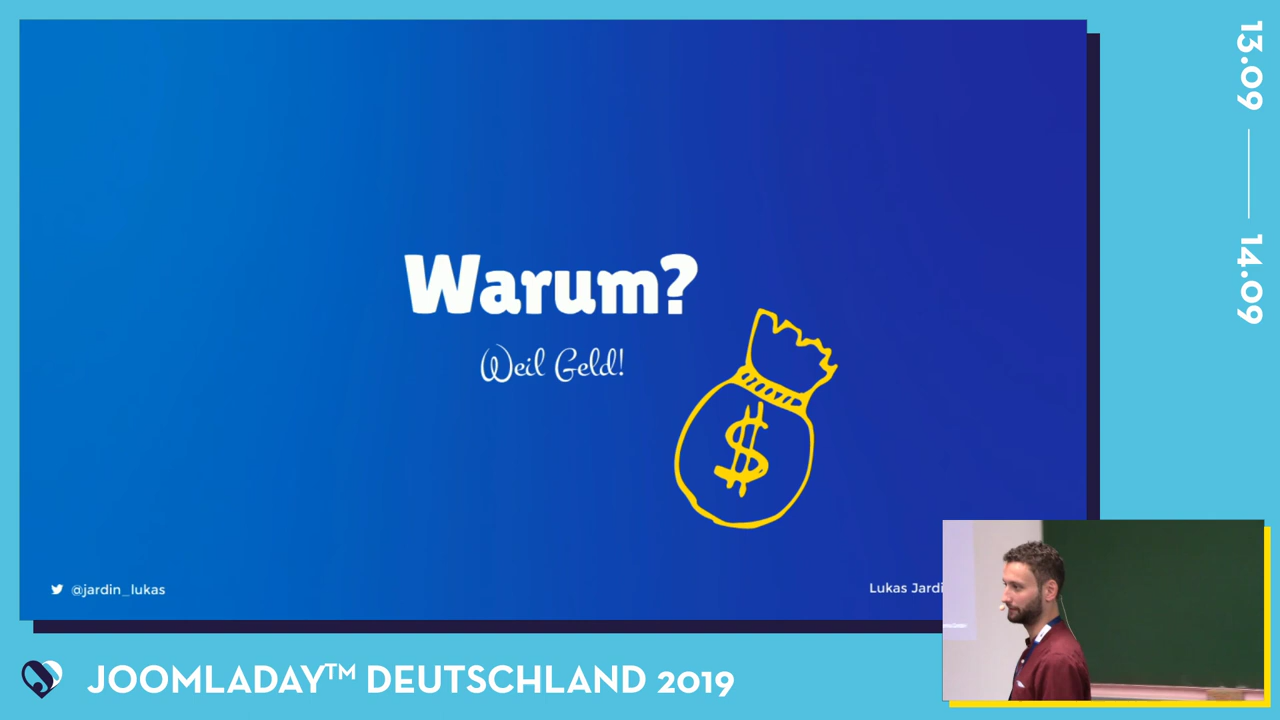 Warum?
Weil Geld!
@jardin_lukas
Lukas Jardi
JOOMLADAY™ DEUTSCHLAND 2019
13.09
14.09